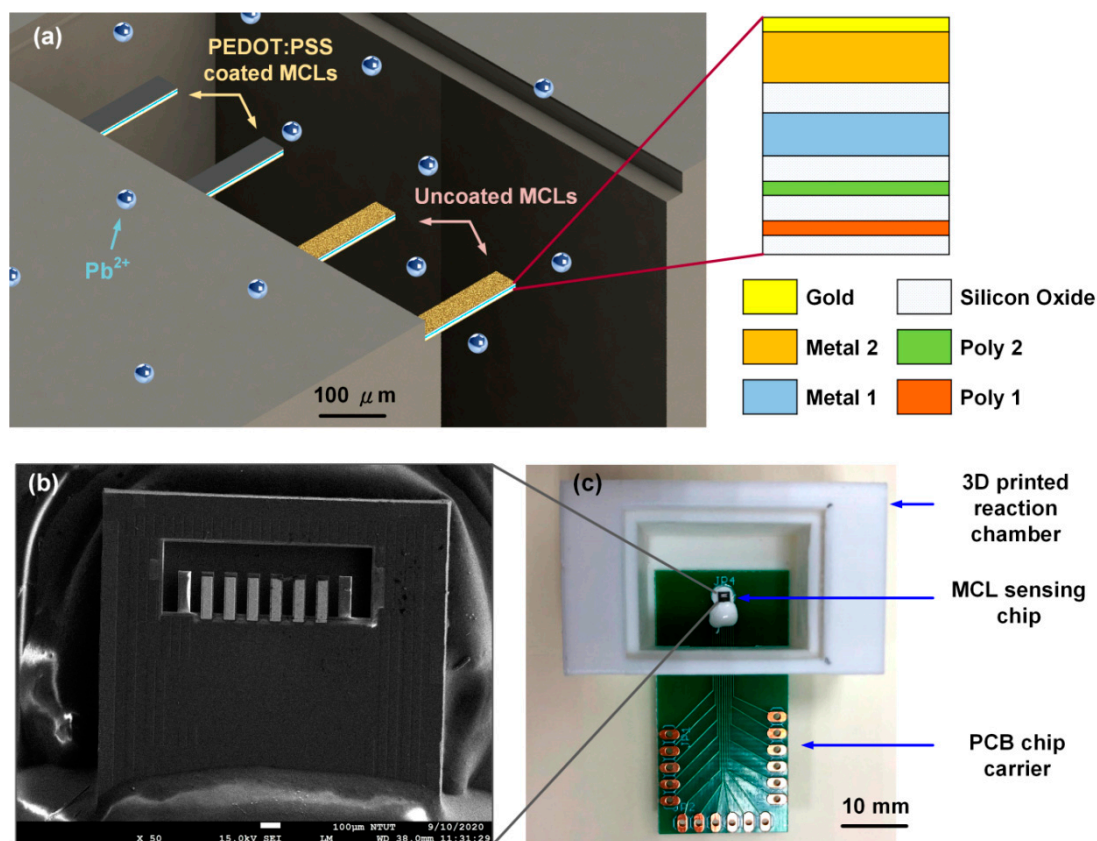 (a)
PEDOT:PSS
coated MCLs
Uncoated MCLs
Pb2+
100 μm
Gold
Silicon Oxide
Metal 2
Poly 2
Metal 1
Poly 1
(b)
100μm NTUT 9/10/2020
X 50 15.0kV SEI LM WD 38.0mm 11:31:29
(c)
JR4
3D printed
reaction
chamber
MCL sensing
chip
PCB chip
carrier
10 mm